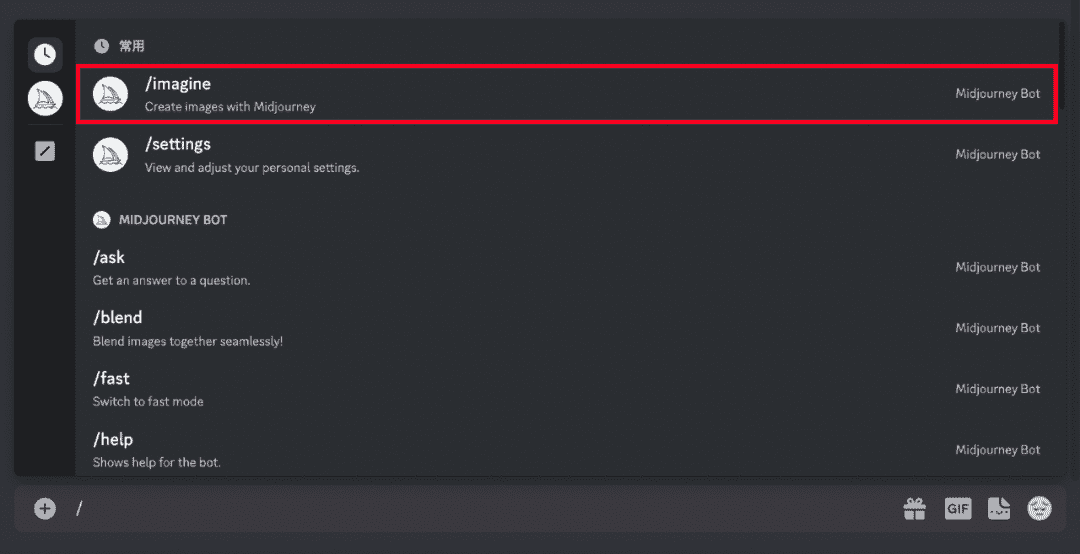 常用
/imagine
Create images with Midjourney
Midjourney Bot
/settings
View and adjust your personal settings.
Midjourney Bot
MIDJOURNEY BOT
/ask
Get an answer to a question.
Midjourney Bot
/blend
Blend images together seamlessly!
Midjourney Bot
/fast
Switch to fast mode
Midjourney Bot
/help
Shows help for the bot.
Midjourney Bot
/
GIF